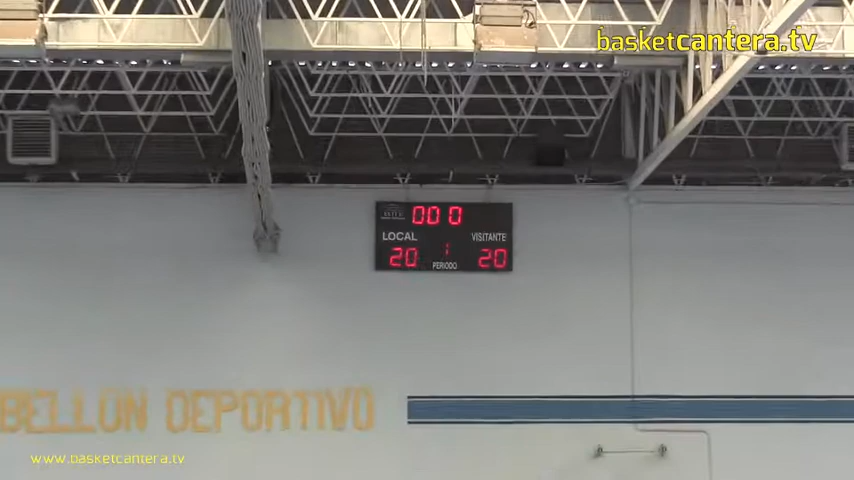 basketcantera.tv
00 0
LOCAL
VISITANTE
20
1
20
PERIODO
BELLON DEPORTIVO
www.basketcantera.tv